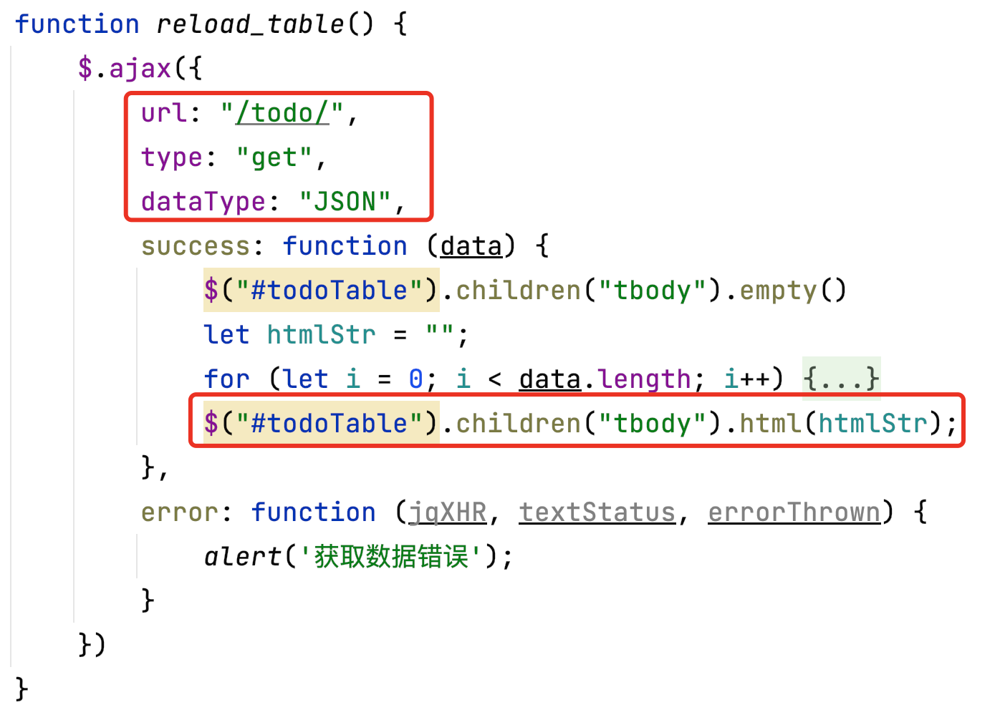 function reload_table() {
$.ajax({
url: "/todo/",
type: "get",
dataType: "JSON",
success: function (data) {
$("#todoTable").children("tbody").empty()
let htmlStr = "";
for (let i = 0; i < data.length; i++) {...}
$("#todoTable").children("tbody").html(htmlStr);
},
error: function (jqXHR, textStatus, errorThrown) {
alert('获取数据错误');
}
})
}